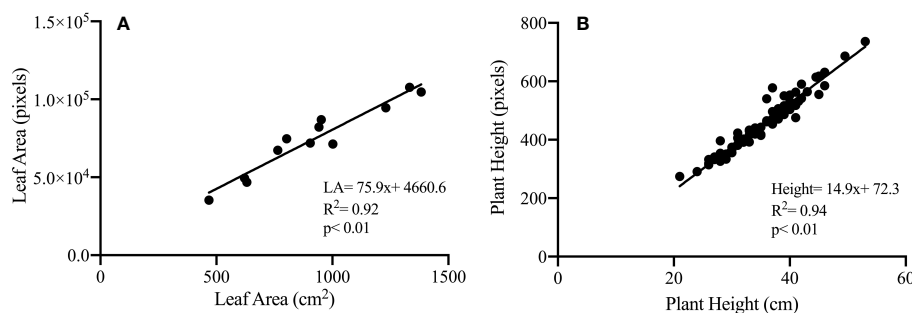 A
1.5×10⁵
1.0×10⁵
5.0×10⁴
0.0
Leaf Area (pixels)
LA= 75.9x+ 4660.6
R²= 0.92
p< 0.01
0
500
1000
1500
Leaf Area (cm²)
B
800
600
400
200
0
Plant Height (pixels)
Height= 14.9x+ 72.3
R²= 0.94
p< 0.01
0
20
40
60
Plant Height (cm)